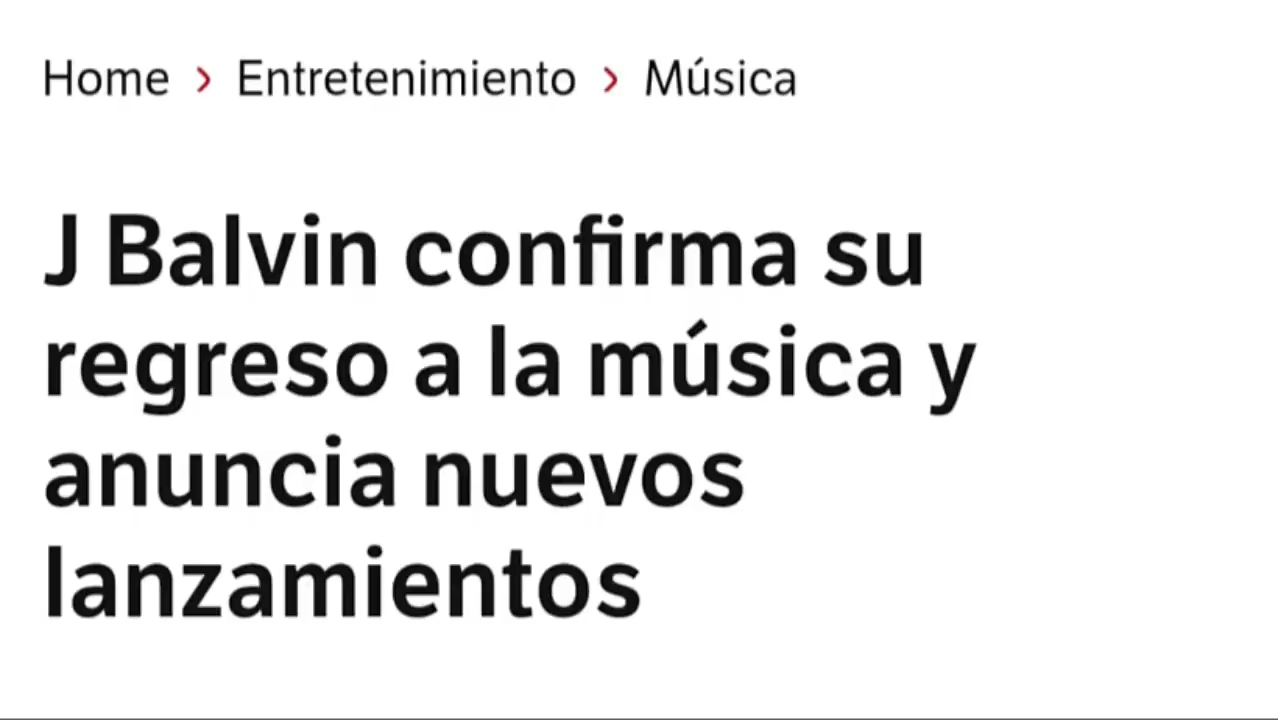 Home > Entretenimiento > Música
J Balvin confirma su
regreso a la música y
anuncia nuevos
lanzamientos